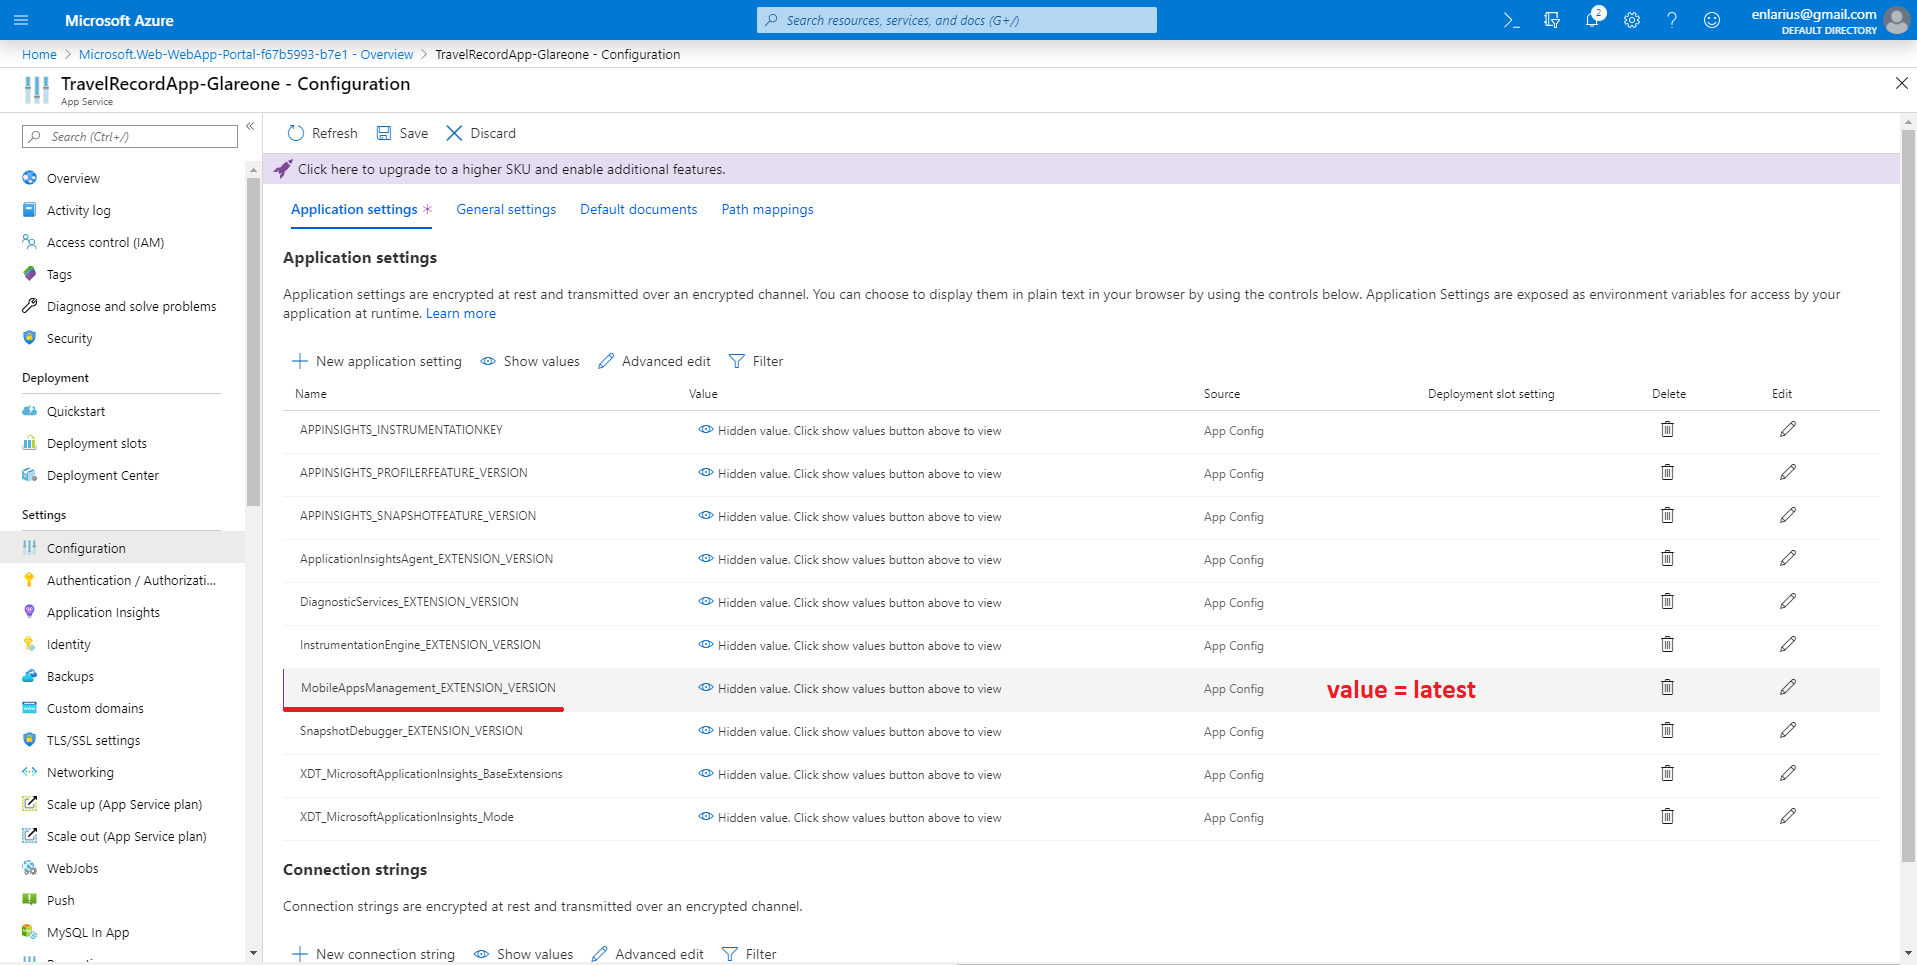 Microsoft Azure
Search resources, services, and docs (G+/)
2
enlarius@gmail.com
DEFAULT DIRECTORY
Home > Microsoft.Web-WebApp-Portal-f67b5993-b7e1 - Overview > TravelRecordApp-Glareone - Configuration
TravelRecordApp-Glareone - Configuration
App Service
Search (Ctrl+/)
«
Overview
Activity log
Access control (IAM)
Tags
Diagnose and solve problems
Security
Deployment
Quickstart
Deployment slots
Deployment Center
Settings
Configuration
Authentication / Authorizati...
Application Insights
Identity
Backups
Custom domains
TLS/SSL settings
Networking
Scale up (App Service plan)
Scale out (App Service plan)
WebJobs
Push
MySQL In App
Refresh Save Discard
Click here to upgrade to a higher SKU and enable additional features.
Application settings * General settings Default documents Path mappings
Application settings
Application settings are encrypted at rest and transmitted over an encrypted channel. You can choose to display them in plain text in your browser by using the controls below. Application Settings are exposed as environment variables for access by your
application at runtime. Learn more
New application setting Show values Advanced edit Filter
Name Value Source Deployment slot setting Delete Edit
APPINSIGHTS_INSTRUMENTATIONKEY Hidden value. Click show values button above to view App Config
APPINSIGHTS_PROFILERFEATURE_VERSION Hidden value. Click show values button above to view App Config
APPINSIGHTS_SNAPSHOTFEATURE_VERSION Hidden value. Click show values button above to view App Config
ApplicationInsightsAgent_EXTENSION_VERSION Hidden value. Click show values button above to view App Config
DiagnosticServices_EXTENSION_VERSION Hidden value. Click show values button above to view App Config
InstrumentationEngine_EXTENSION_VERSION Hidden value. Click show values button above to view App Config
MobileAppsManagement_EXTENSION_VERSION Hidden value. Click show values button above to view App Config value = latest
SnapshotDebugger_EXTENSION_VERSION Hidden value. Click show values button above to view App Config
XDT_MicrosoftApplicationInsights_BaseExtensions Hidden value. Click show values button above to view App Config
XDT_MicrosoftApplicationInsights_Mode Hidden value. Click show values button above to view App Config
Connection strings
Connection strings are encrypted at rest and transmitted over an encrypted channel.
New connection string Show values Advanced edit Filter